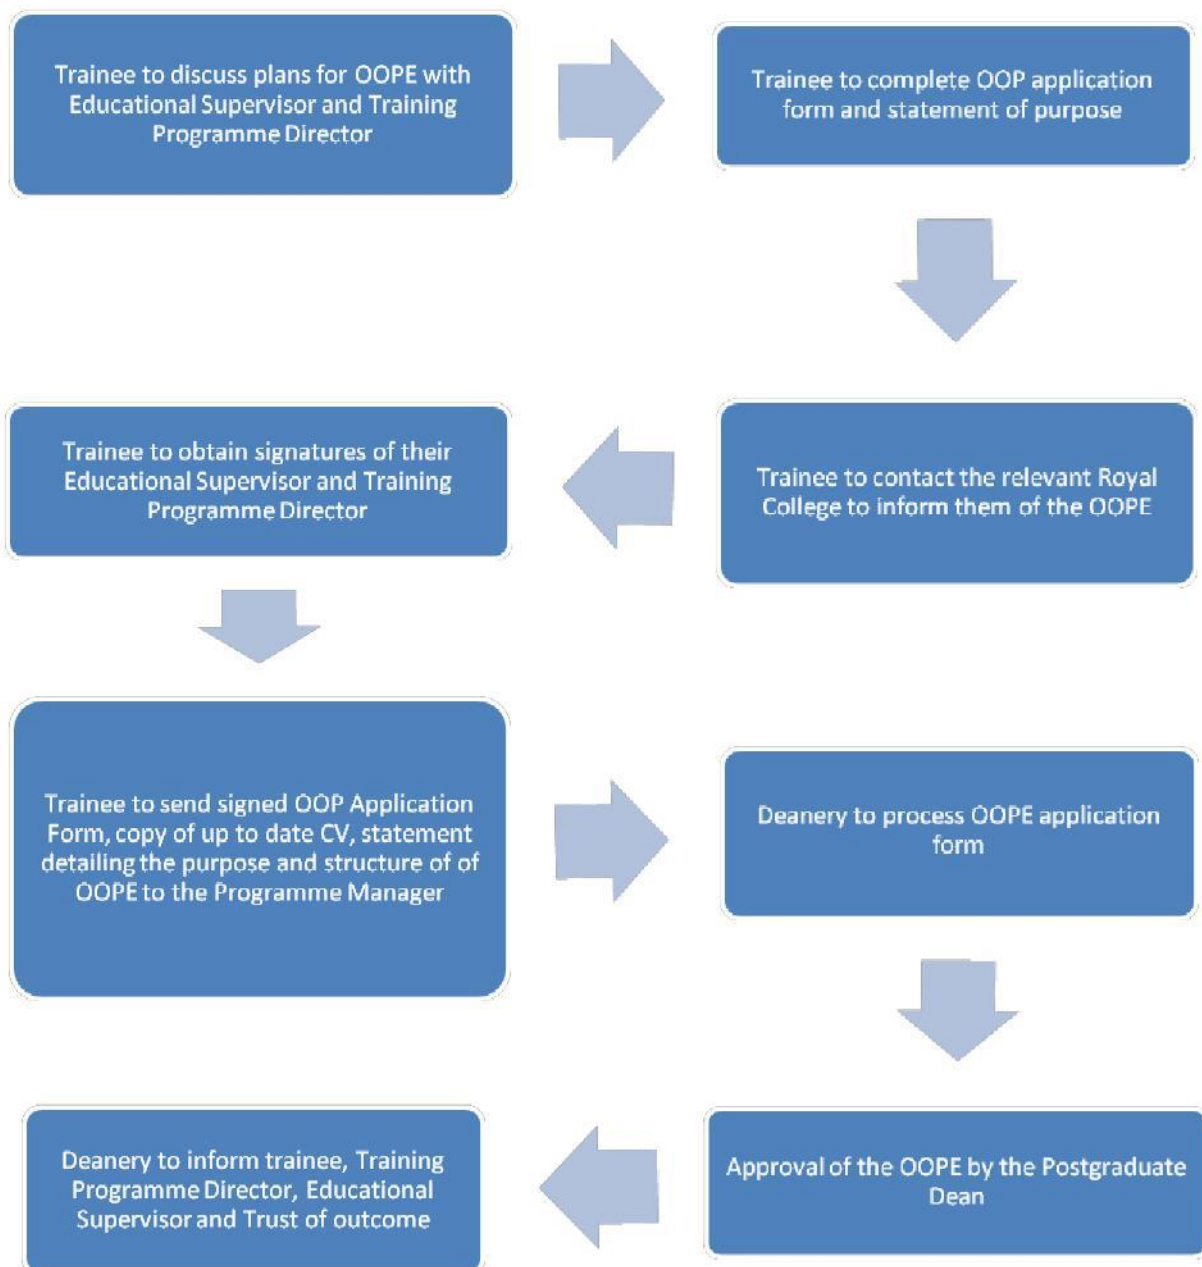 Trainee to discuss plans for OOPE with
Educational Supervisor and Training
Programme Director
Trainee to complete OOP application
form and statement of purpose
Trainee to contact the relevant Royal
College to inform them of the OOPE
Trainee to obtain signatures of their
Educational Supervisor and Training
Programme Director
Trainee to send signed OOP Application
Form, copy of up to date CV, statement
detailing the purpose and structure of of
OOPE to the Programme Manager
Deanery to process OOPE application
form
Approval of the OOPE by the Postgraduate
Dean
Deanery to inform trainee, Training
Programme Director, Educational
Supervisor and Trust of outcome